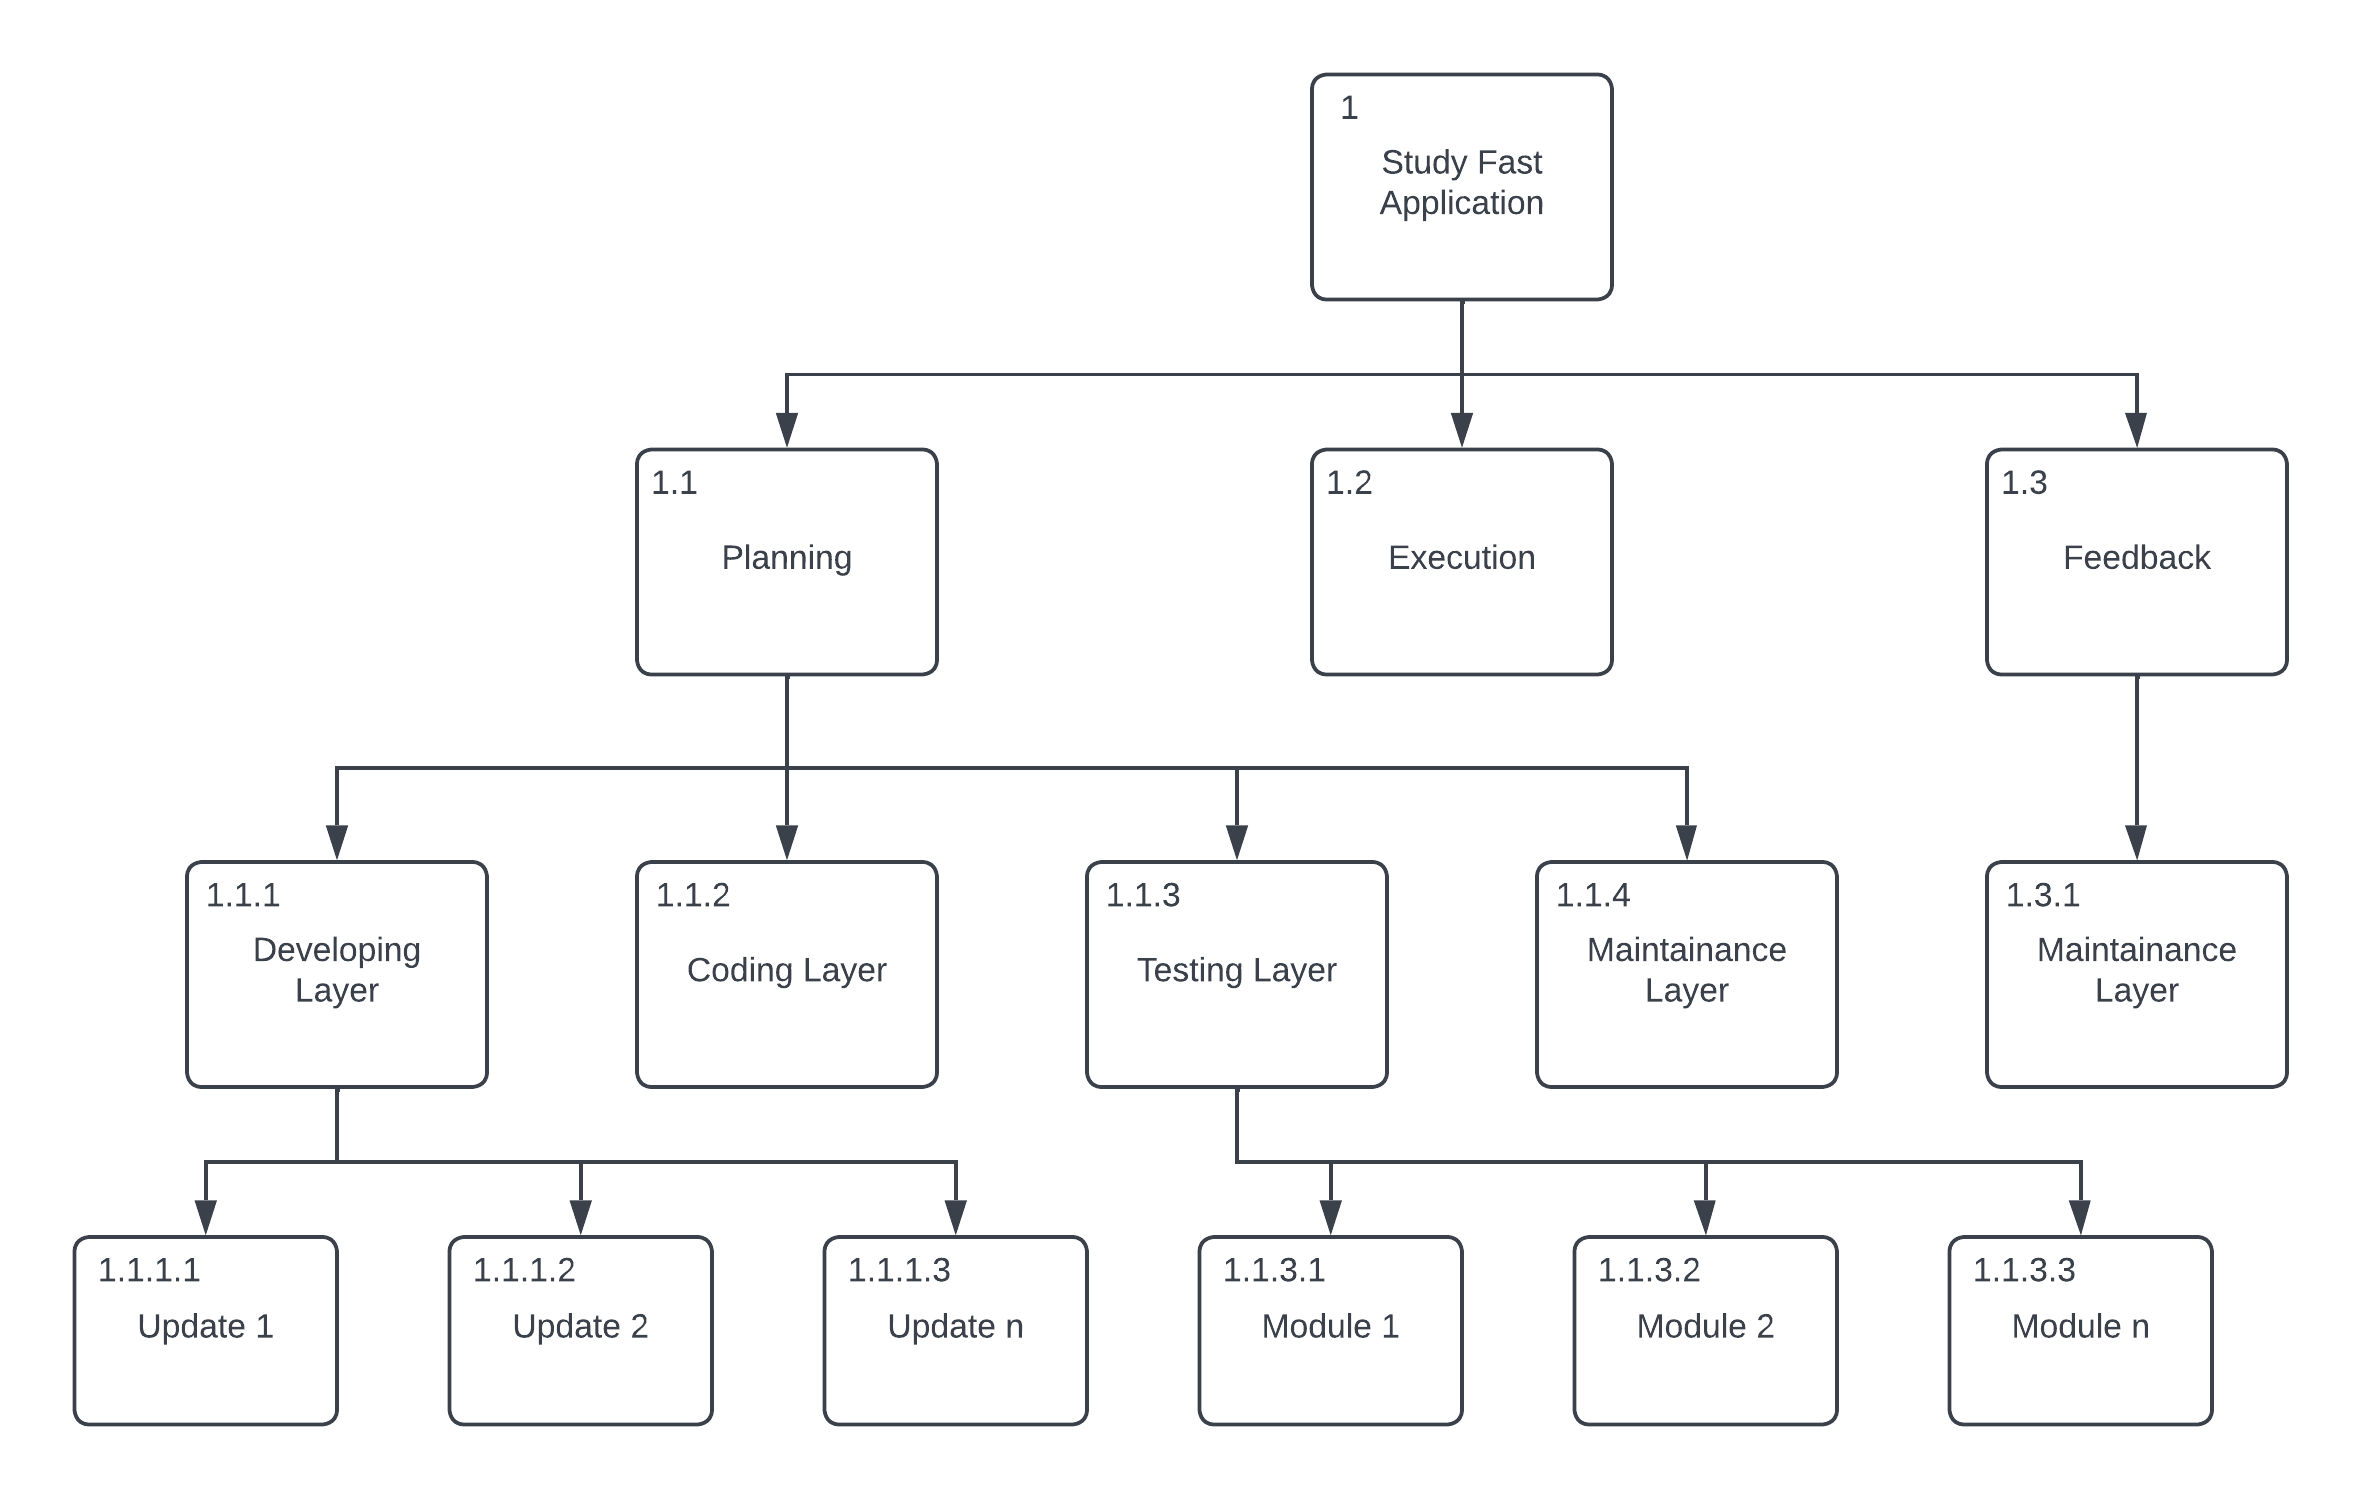 1
Study Fast
Application
1.1
Planning
1.2
Execution
1.3
Feedback
1.1.1
Developing
Layer
1.1.2
Coding Layer
1.1.3
Testing Layer
1.1.4
Maintainance
Layer
1.3.1
Maintainance
Layer
1.1.1.1
Update 1
1.1.1.2
Update 2
1.1.1.3
Update n
1.1.3.1
Module 1
1.1.3.2
Module 2
1.1.3.3
Module n